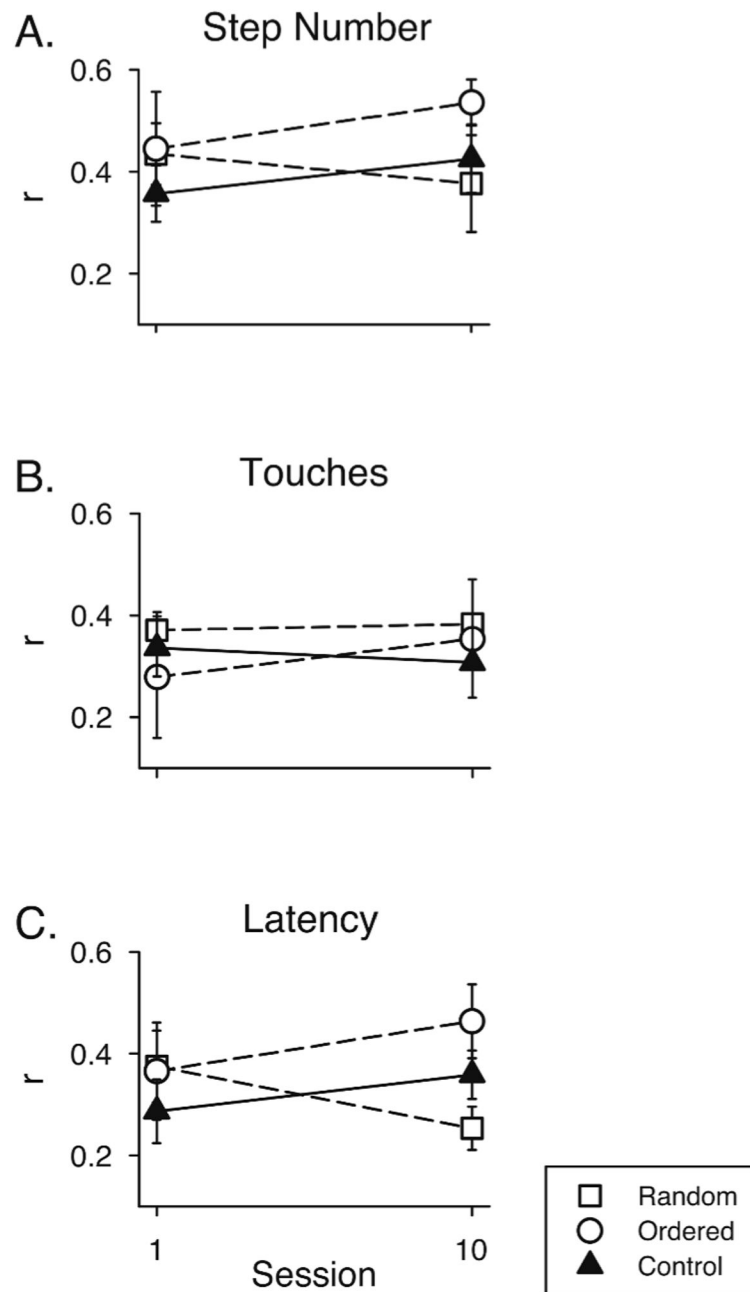 A. Step Number
0.6
0.4
0.2
r
B. Touches
0.6
0.4
0.2
r
C. Latency
0.6
0.4
0.2
r
1 10
Session
Random
Ordered
Control